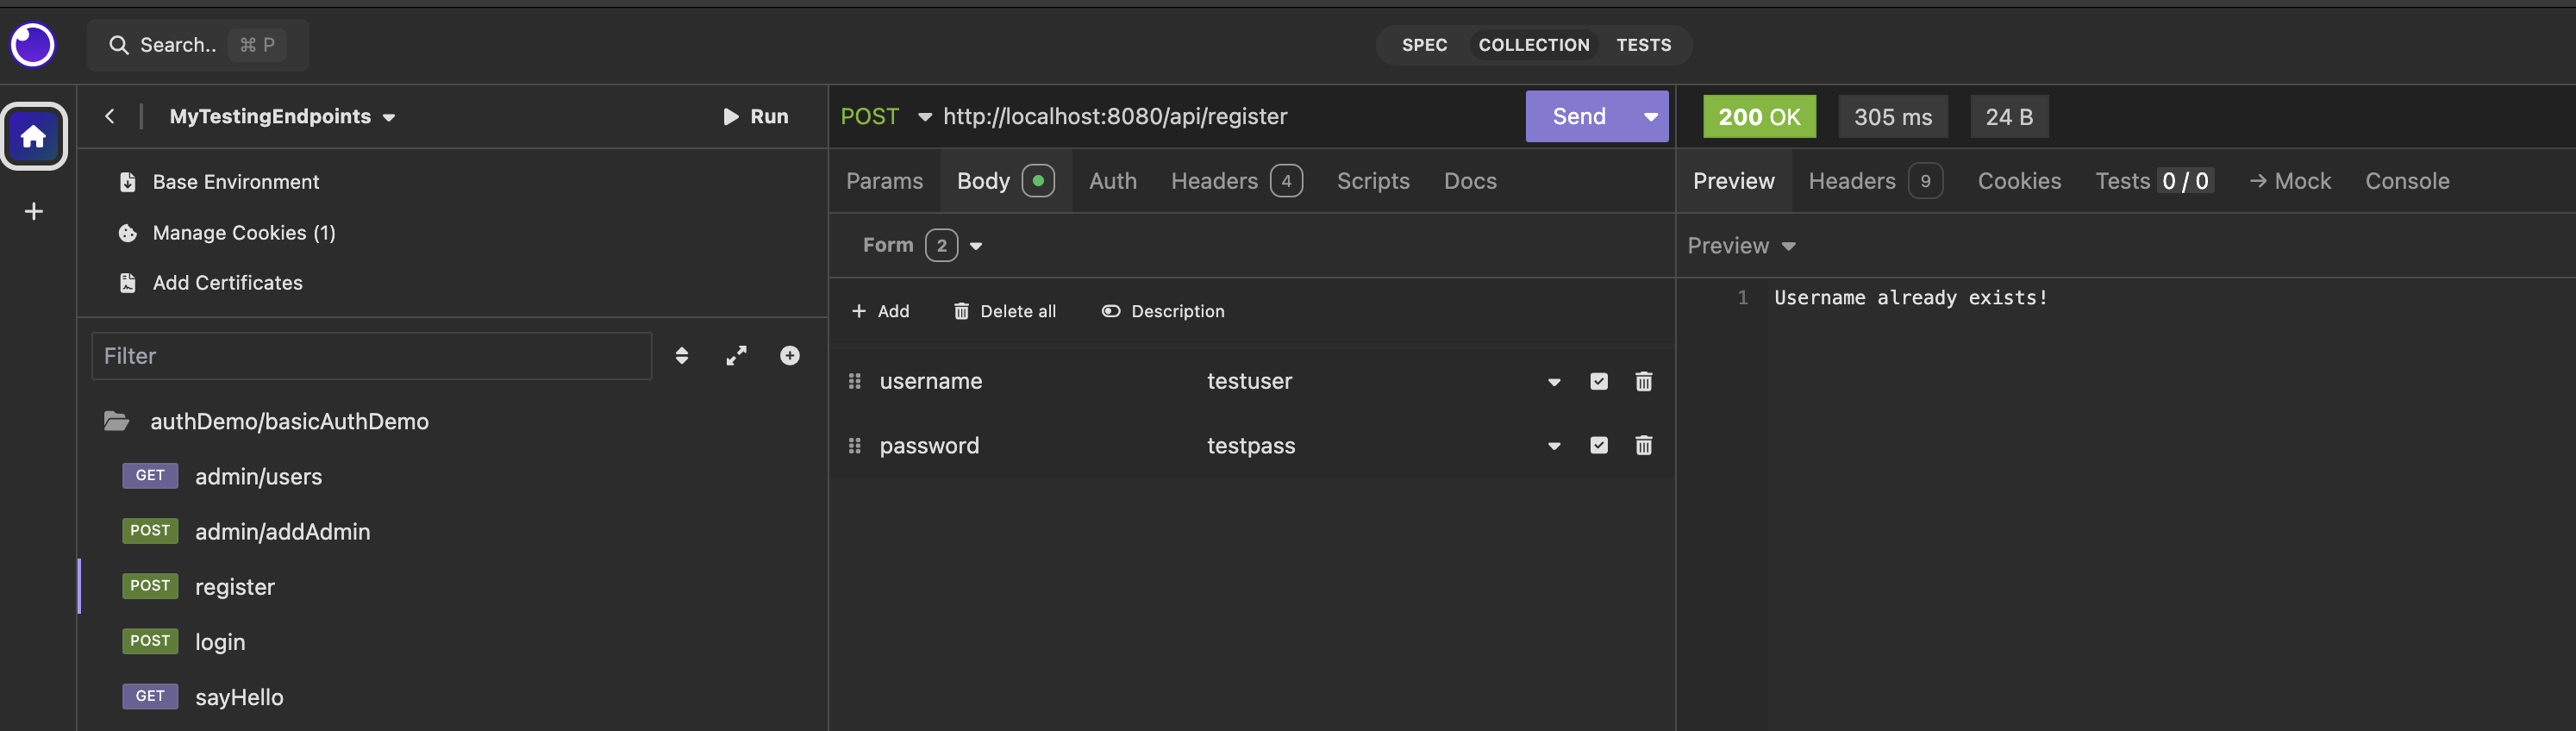 Search.. ⌘ P
SPEC COLLECTION TESTS
MyTestingEndpoints
Run
Base Environment
Manage Cookies (1)
Add Certificates
Filter
authDemo/basicAuthDemo
GET admin/users
POST admin/addAdmin
POST register
POST login
GET sayHello
POST http://localhost:8080/api/register
Send
Params Body Auth Headers 4 Scripts Docs
Form 2
+ Add Delete all Description
username testuser
password testpass
200 OK 305 ms 24 B
Preview Headers 9 Cookies Tests 0 / 0 → Mock Console
Preview
1 Username already exists!